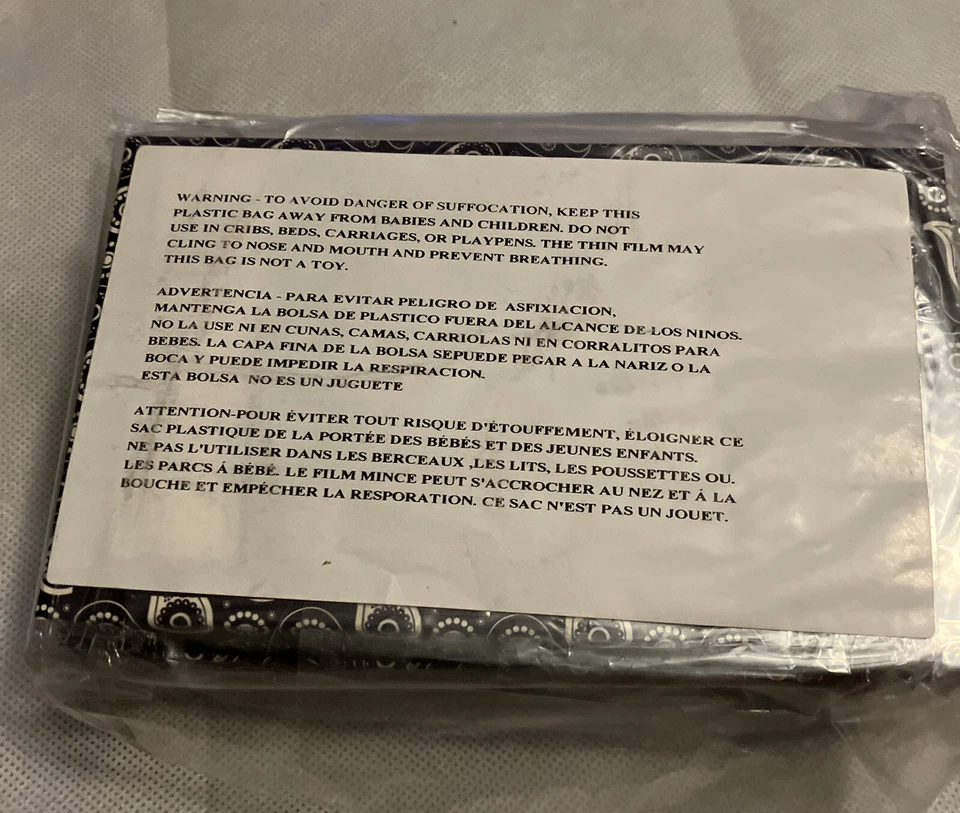 WARNING - TO AVOID DANGER OF SUFFOCATION, KEEP THIS
PLASTIC BAG AWAY FROM BABIES AND CHILDREN. DO NOT
USE IN CRIBS, BEDS, CARRIAGES, OR PLAYPENS. THE THIN FILM MAY
CLING TO NOSE AND MOUTH AND PREVENT BREATHING.
THIS BAG IS NOT A TOY.
ADVERTENCIA - PARA EVITAR PELIGRO DE ASFIXIACION,
MANTENGA LA BOLSA DE PLASTICO FUERA DEL ALCANCE DE LOS NINOS.
NO LA USE NI EN CUNAS, CAMAS, CARRIOLAS NI EN CORRALITOS PARA
BEBES. LA CAPA FINA DE LA BOLSA SEPUEDE PEGAR A LA NARIZ O LA
BOCA Y PUEDE IMPEDIR LA RESPIRACION.
ESTA BOLSA NO ES UN JUGUETE
ATTENTION-POUR ÉVITER TOUT RISQUE D'ÉTOUFFEMENT, ÉLOIGNER CE
SAC PLASTIQUE DE LA PORTÉE DES BÉBÉS ET DES JEUNES ENFANTS.
NE PAS L'UTILISER DANS LES BERCEAUX ,LES LITS, LES POUSSETTES OU.
LES PARCS Á BÉBÉ. LE FILM MINCE PEUT S'ACCROCHER AU NEZ ET Á LA
BOUCHE ET EMPÉCHER LA RESPORATION. CE SAC N'EST PAS UN JOUET.